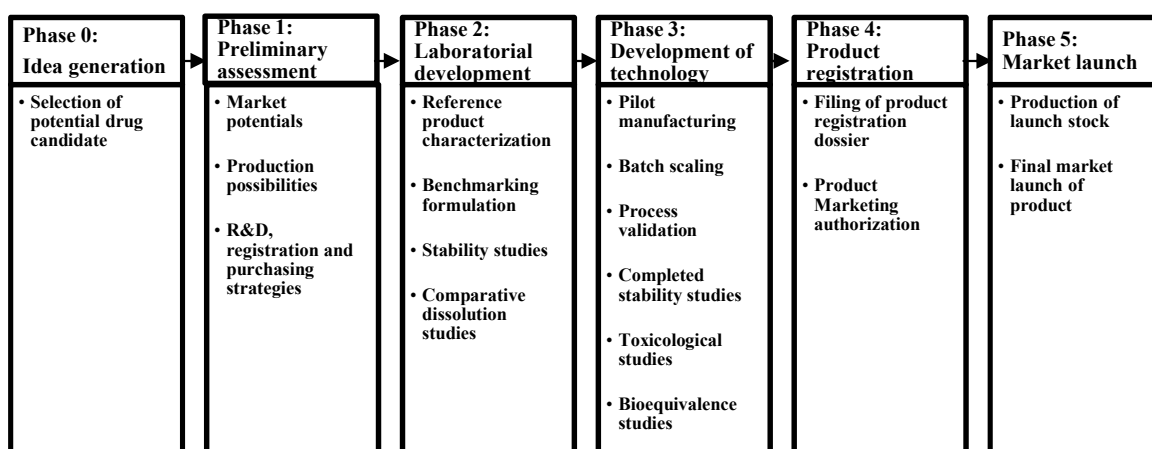 Phase 0:
Idea generation
• Selection of
potential drug
candidate
Phase 1:
Preliminary
assessment
• Market
potentials
• Production
possibilities
• R&D,
registration and
purchasing
strategies
Phase 2:
Laboratorial
development
• Reference
product
characterization
• Benchmarking
formulation
• Stability studies
• Comparative
dissolution
studies
Phase 3:
Development of
technology
• Pilot
manufacturing
• Batch scaling
• Process
validation
• Completed
stability studies
• Toxicological
studies
• Bioequivalence
studies
Phase 4:
Product
registration
• Filing of product
registration
dossier
• Product
Marketing
authorization
Phase 5:
Market launch
• Production of
launch stock
• Final market
launch of
product